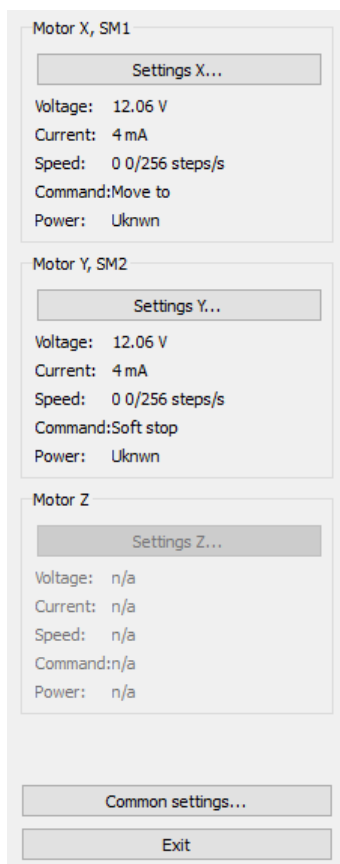 Motor X, SM1
Settings X...
Voltage: 12.06 V
Current: 4 mA
Speed: 0 0/256 steps/s
Command:Move to
Power: Uknwn
Motor Y, SM2
Settings Y...
Voltage: 12.06 V
Current: 4 mA
Speed: 0 0/256 steps/s
Command:Soft stop
Power: Uknwn
Motor Z
Settings Z...
Voltage: n/a
Current: n/a
Speed: n/a
Command:n/a
Power: n/a
Common settings...
Exit